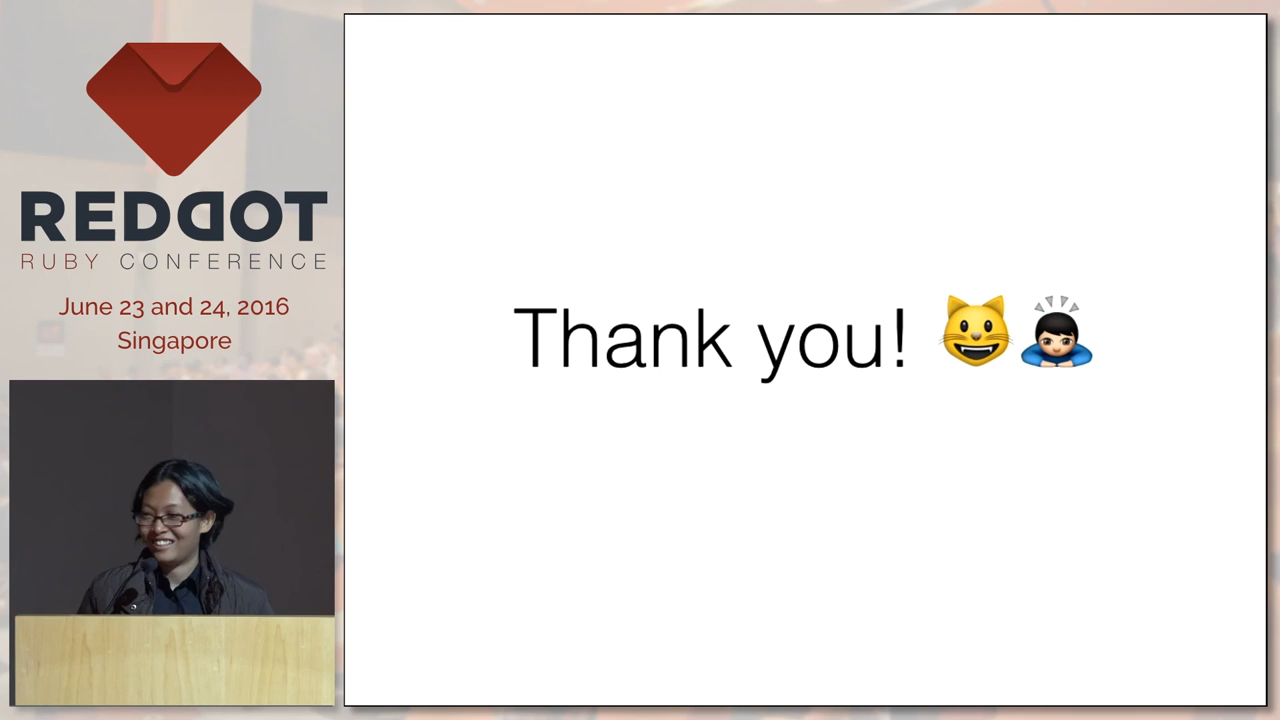 REDDOT
RUBY CONFERENCE
June 23 and 24, 2016
Singapore
Thank you! 😺🙇